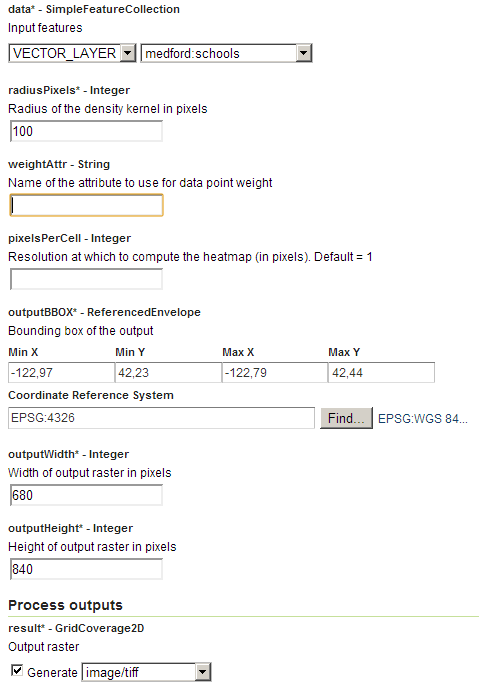 data* - SimpleFeatureCollection
Input features
VECTOR_LAYER medford:schools
radiusPixels* - Integer
Radius of the density kernel in pixels
100
weightAttr - String
Name of the attribute to use for data point weight
pixelsPerCell - Integer
Resolution at which to compute the heatmap (in pixels). Default = 1
outputBBOX* - ReferencedEnvelope
Bounding box of the output
Min X Min Y Max X Max Y
-122,97 42,23 -122,79 42,44
Coordinate Reference System
EPSG:4326 Find... EPSG:WGS 84...
outputWidth* - Integer
Width of output raster in pixels
680
outputHeight* - Integer
Height of output raster in pixels
840
Process outputs
result* - GridCoverage2D
Output raster
Generate image/tiff